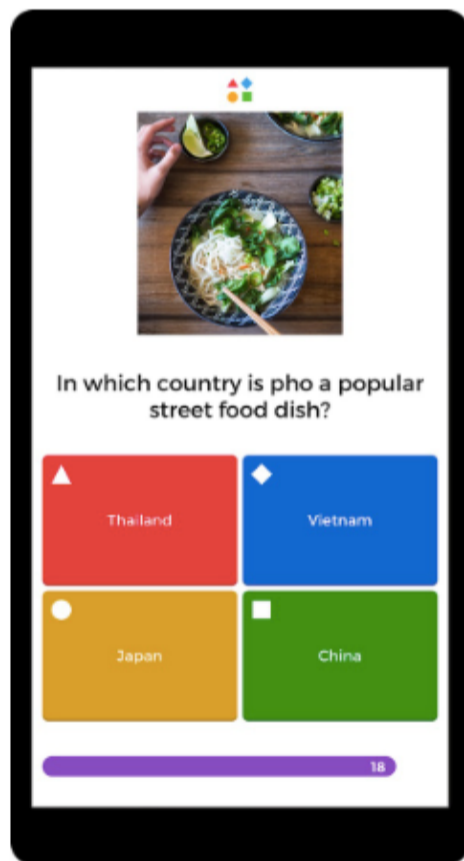 In which country is pho a popular
street food dish?
Thailand
Vietnam
Japan
China
18